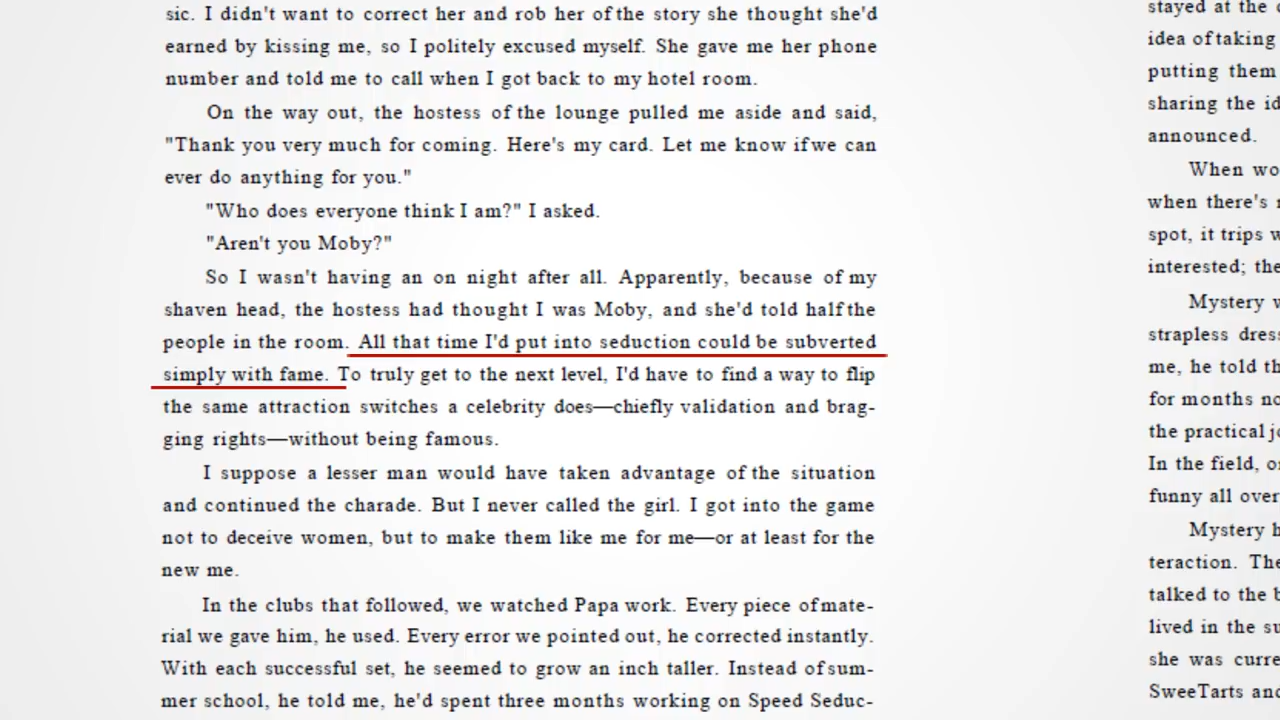 sic. I didn't want to correct her and rob her of the story she thought she'd
earned by kissing me, so I politely excused myself. She gave me her phone
number and told me to call when I got back to my hotel room.
On the way out, the hostess of the lounge pulled me aside and said,
"Thank you very much for coming. Here's my card. Let me know if we can
ever do anything for you."
"Who does everyone think I am?" I asked.
"Aren't you Moby?"
So I wasn't having an on night after all. Apparently, because of my
shaven head, the hostess had thought I was Moby, and she'd told half the
people in the room. All that time I'd put into seduction could be subverted
simply with fame. To truly get to the next level, I'd have to find a way to flip
the same attraction switches a celebrity does—chiefly validation and brag-
ging rights—without being famous.
I suppose a lesser man would have taken advantage of the situation
and continued the charade. But I never called the girl. I got into the game
not to deceive women, but to make them like me for me—or at least for the
new me.
In the clubs that followed, we watched Papa work. Every piece of mate-
rial we gave him, he used. Every error we pointed out, he corrected instantly.
With each successful set, he seemed to grow an inch taller. Instead of sum-
mer school, he told me, he'd spent three months working on Speed Seduc-
stayed at the
idea of taking
putting them
sharing the
announced.
When
when there's
spot, it trips
interested;
Mystery
strapless
me, he told
for months
the practical
In the field,
funny all over
Mystery
teraction.
talked to the
lived in the
she was
SweeTarts and